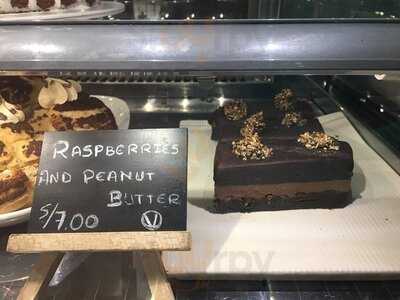 RASPBERRIES
AND PEANUT
BUTTER
S/7.00 V